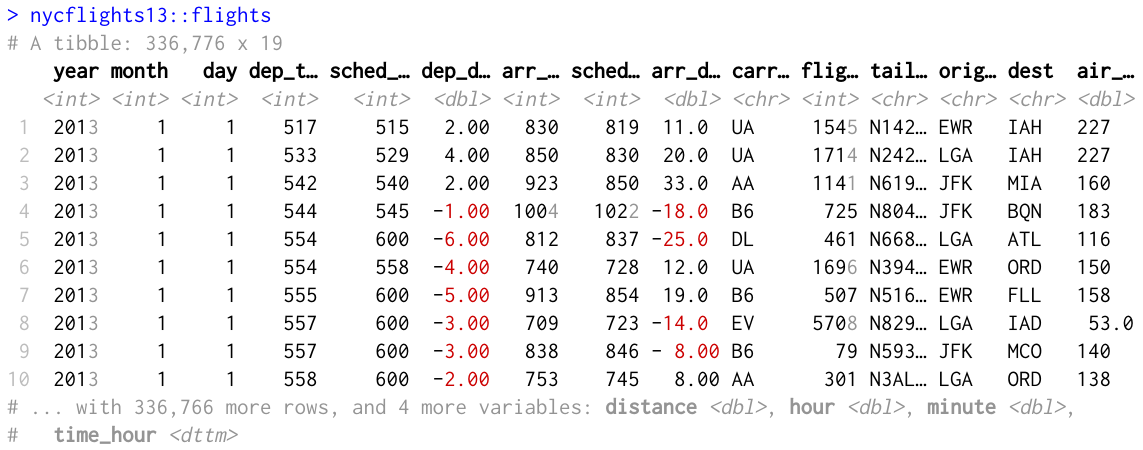 > nycflights13::flights
# A tibble: 336,776 x 19
year month day dep_t… sched_… dep_d… arr_… sched… arr_d… carr… flig… tail… orig… dest air_…
<int> <int> <int> <int> <int> <dbl> <int> <int> <dbl> <chr> <int> <chr> <chr> <chr> <dbl>
1 2013 1 1 517 515 2.00 830 819 11.0 UA 1545 N142… EWR IAH 227
2 2013 1 1 533 529 4.00 850 830 20.0 UA 1714 N242… LGA IAH 227
3 2013 1 1 542 540 2.00 923 850 33.0 AA 1141 N619… JFK MIA 160
4 2013 1 1 544 545 -1.00 1004 1022 -18.0 B6 725 N804… JFK BQN 183
5 2013 1 1 554 600 -6.00 812 837 -25.0 DL 461 N668… LGA ATL 116
6 2013 1 1 554 558 -4.00 740 728 12.0 UA 1696 N394… EWR ORD 150
7 2013 1 1 555 600 -5.00 913 854 19.0 B6 507 N516… EWR FLL 158
8 2013 1 1 557 600 -3.00 709 723 -14.0 EV 5708 N829… LGA IAD 53.0
9 2013 1 1 557 600 -3.00 838 846 - 8.00 B6 79 N593… JFK MCO 140
10 2013 1 1 558 600 -2.00 753 745 8.00 AA 301 N3AL… LGA ORD 138
# ... with 336,766 more rows, and 4 more variables: distance <dbl>, hour <dbl>, minute <dbl>,
# time_hour <dttm>